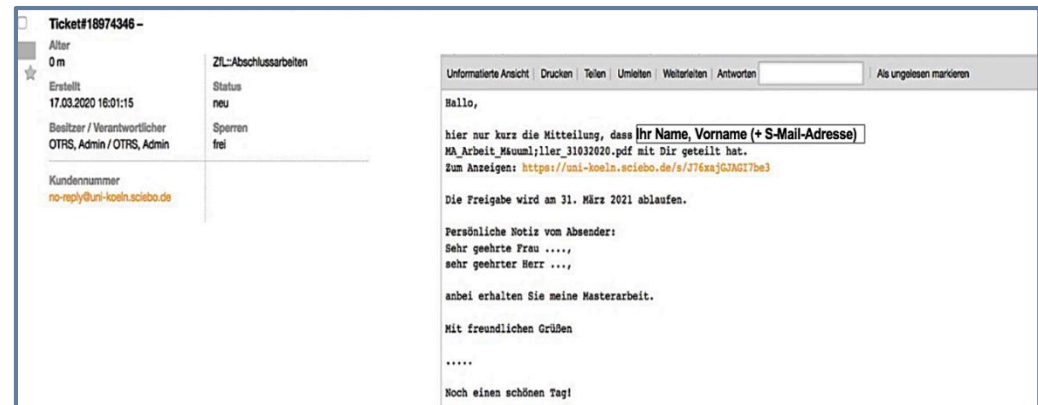 Ticket#18974346 –
Alter
0 m
Erstellt
17.03.2020 16:01:15
Besitzer / Verantwortlicher
OTRS, Admin / OTRS, Admin
Kundennummer
no-reply@uni-koeln.sciebo.de
ZfL::Abschlussarbeiten
Status
neu
Sperren
frei
Unformatierte Ansicht | Drucken | Teilen | Umleiten | Weiterleiten | Antworten | Als ungelesen markieren
Hallo,
hier nur kurz die Mitteilung, dass Ihr Name, Vorname (+ S-Mail-Adresse)
MA_Arbeit_M&uuml;ller_31032020.pdf mit Dir geteilt hat.
Zum Anzeigen: https://uni-koeln.sciebo.de/s/J76xajGJAGI7be3
Die Freigabe wird am 31. März 2021 ablaufen.
Persönliche Notiz vom Absender:
Sehr geehrte Frau ....,
sehr geehrter Herr ...,
anbei erhalten Sie meine Masterarbeit.
Mit freundlichen Grüßen
.....
Noch einen schönen Tag!